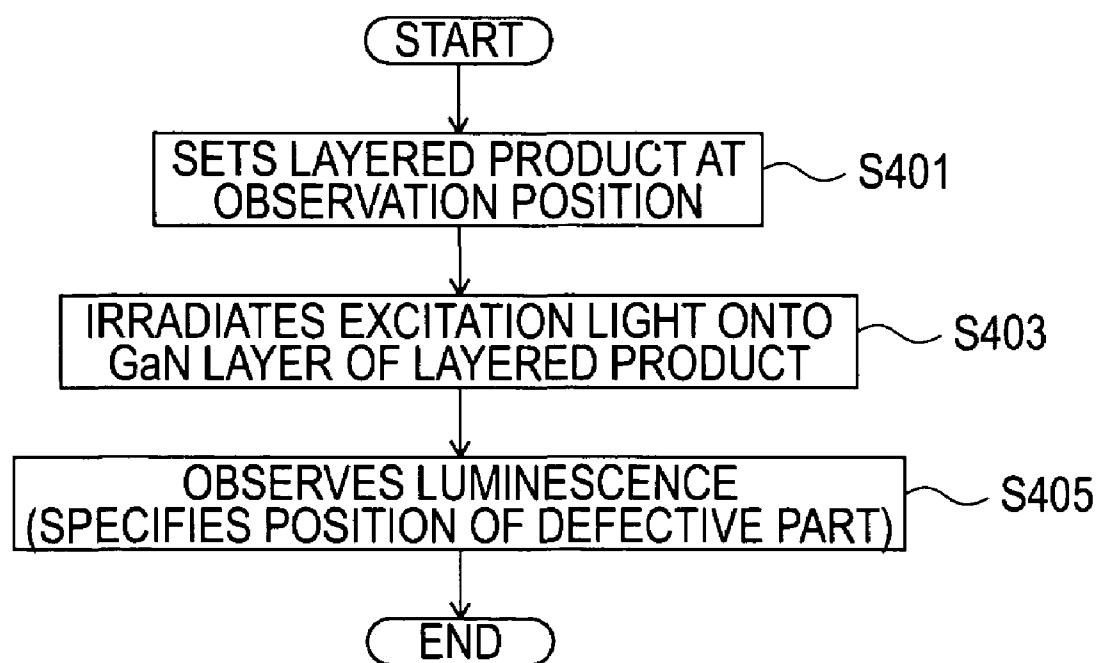 START
SETS LAYERED PRODUCT AT
OBSERVATION POSITION
S401
IRRADIATES EXCITATION LIGHT ONTO
GaN LAYER OF LAYERED PRODUCT
S403
OBSERVES LUMINESCENCE
(SPECIFIES POSITION OF DEFECTIVE PART)
S405
END